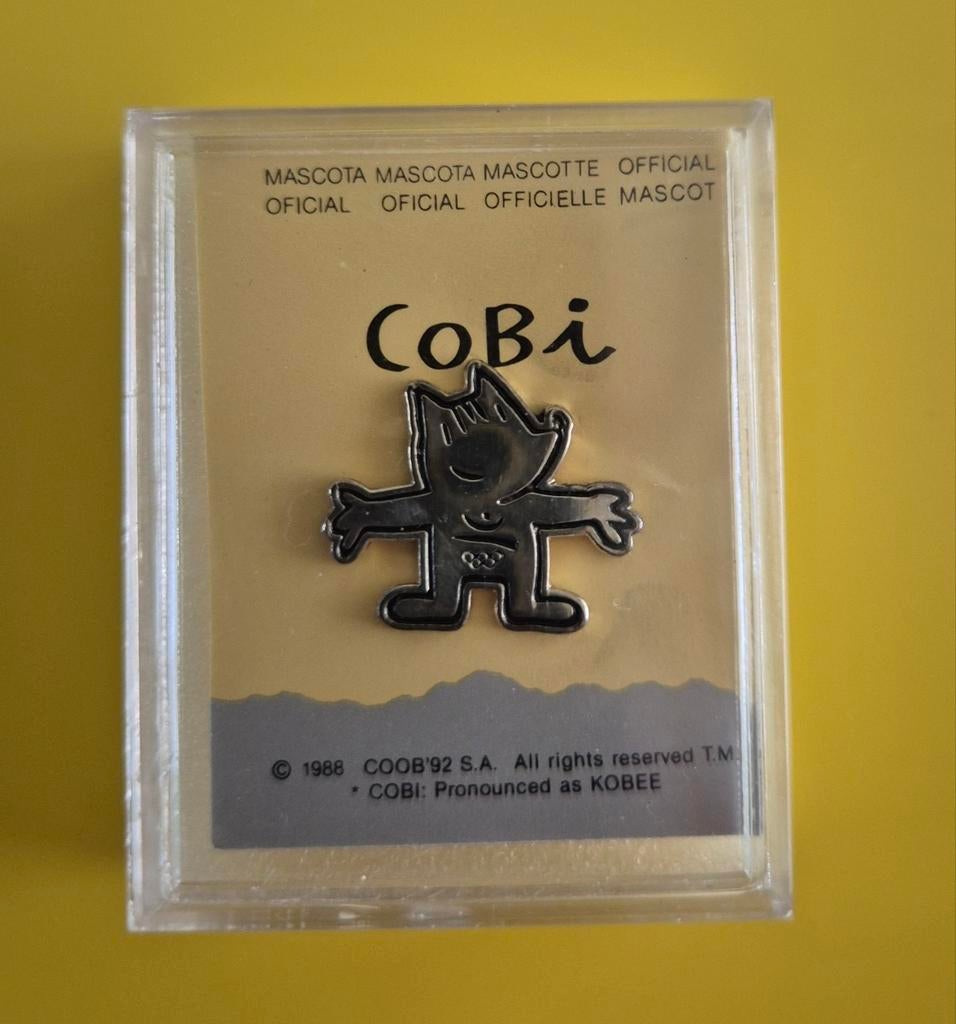 MASCOTA MASCOTA MASCOTTE OFFICIAL
OFICIAL OFICIAL OFFICIELLE MASCOT
COBi
© 1988 COOB'92 S.A. All rights reserved T.M.
* COBI: Pronounced as KOBEE